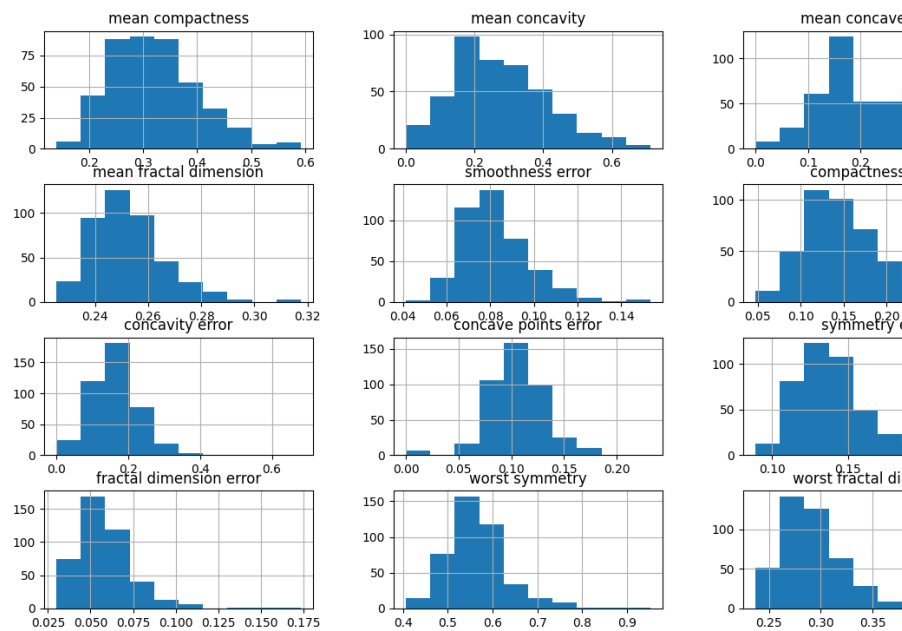 mean compactness
mean concavity
mean concave
75
50
25
0
0.2 0.3 0.4 0.5 0.6
100
50
0
0.0 0.2 0.4 0.6
100
50
0
0.0 0.1 0.2
mean fractal dimension
smoothness error
compactness
100
50
0
0.24 0.26 0.28 0.30 0.32
100
50
0
0.04 0.06 0.08 0.10 0.12 0.14
100
50
0
0.05 0.10 0.15 0.20
concavity error
concave points error
symmetry e
150
100
50
0
0.0 0.2 0.4 0.6
150
100
50
0
0.00 0.05 0.10 0.15 0.20
100
50
0
0.10 0.15
fractal dimension error
worst symmetry
worst fractal di
150
100
50
0
0.025 0.050 0.075 0.100 0.125 0.150 0.175
150
100
50
0
0.4 0.5 0.6 0.7 0.8 0.9
100
50
0
0.25 0.30 0.35